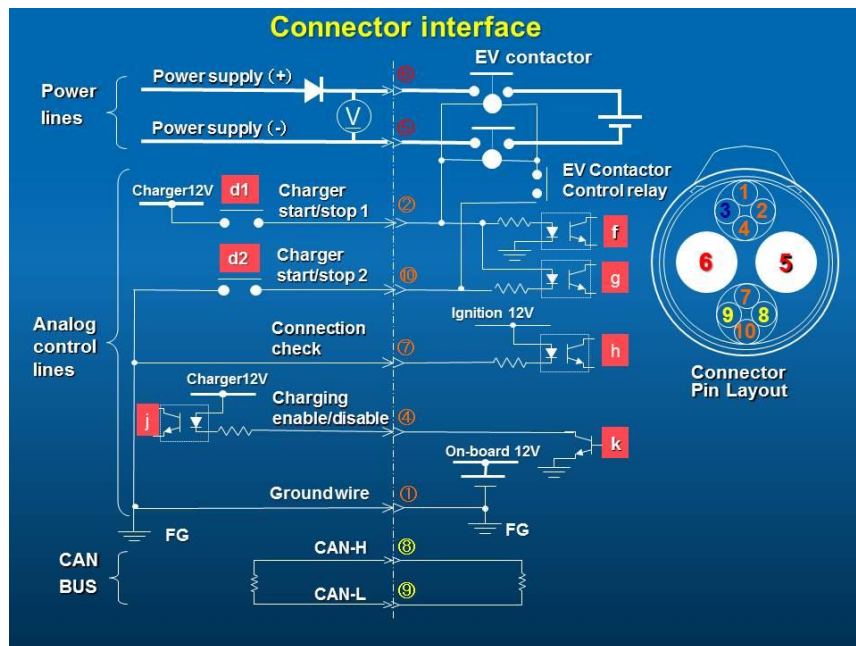 Connector interface
EV contactor
Power supply (+)
Power
lines
V
Power supply (-)
EV Contactor
Control relay
Charger12V
d1
Charger
start/stop 1
②
f
d2
Charger
start/stop 2
⑩
g
Ignition 12V
Analog
control
lines
Connection
check
⑦
h
Charger12V
Charging
enable/disable
j
④
k
On-board 12V
Ground wire
①
FG
FG
CAN
BUS
CAN-H
⑧
CAN-L
⑨
1
3
2
4
6
5
7
9
8
10
Connector
Pin Layout